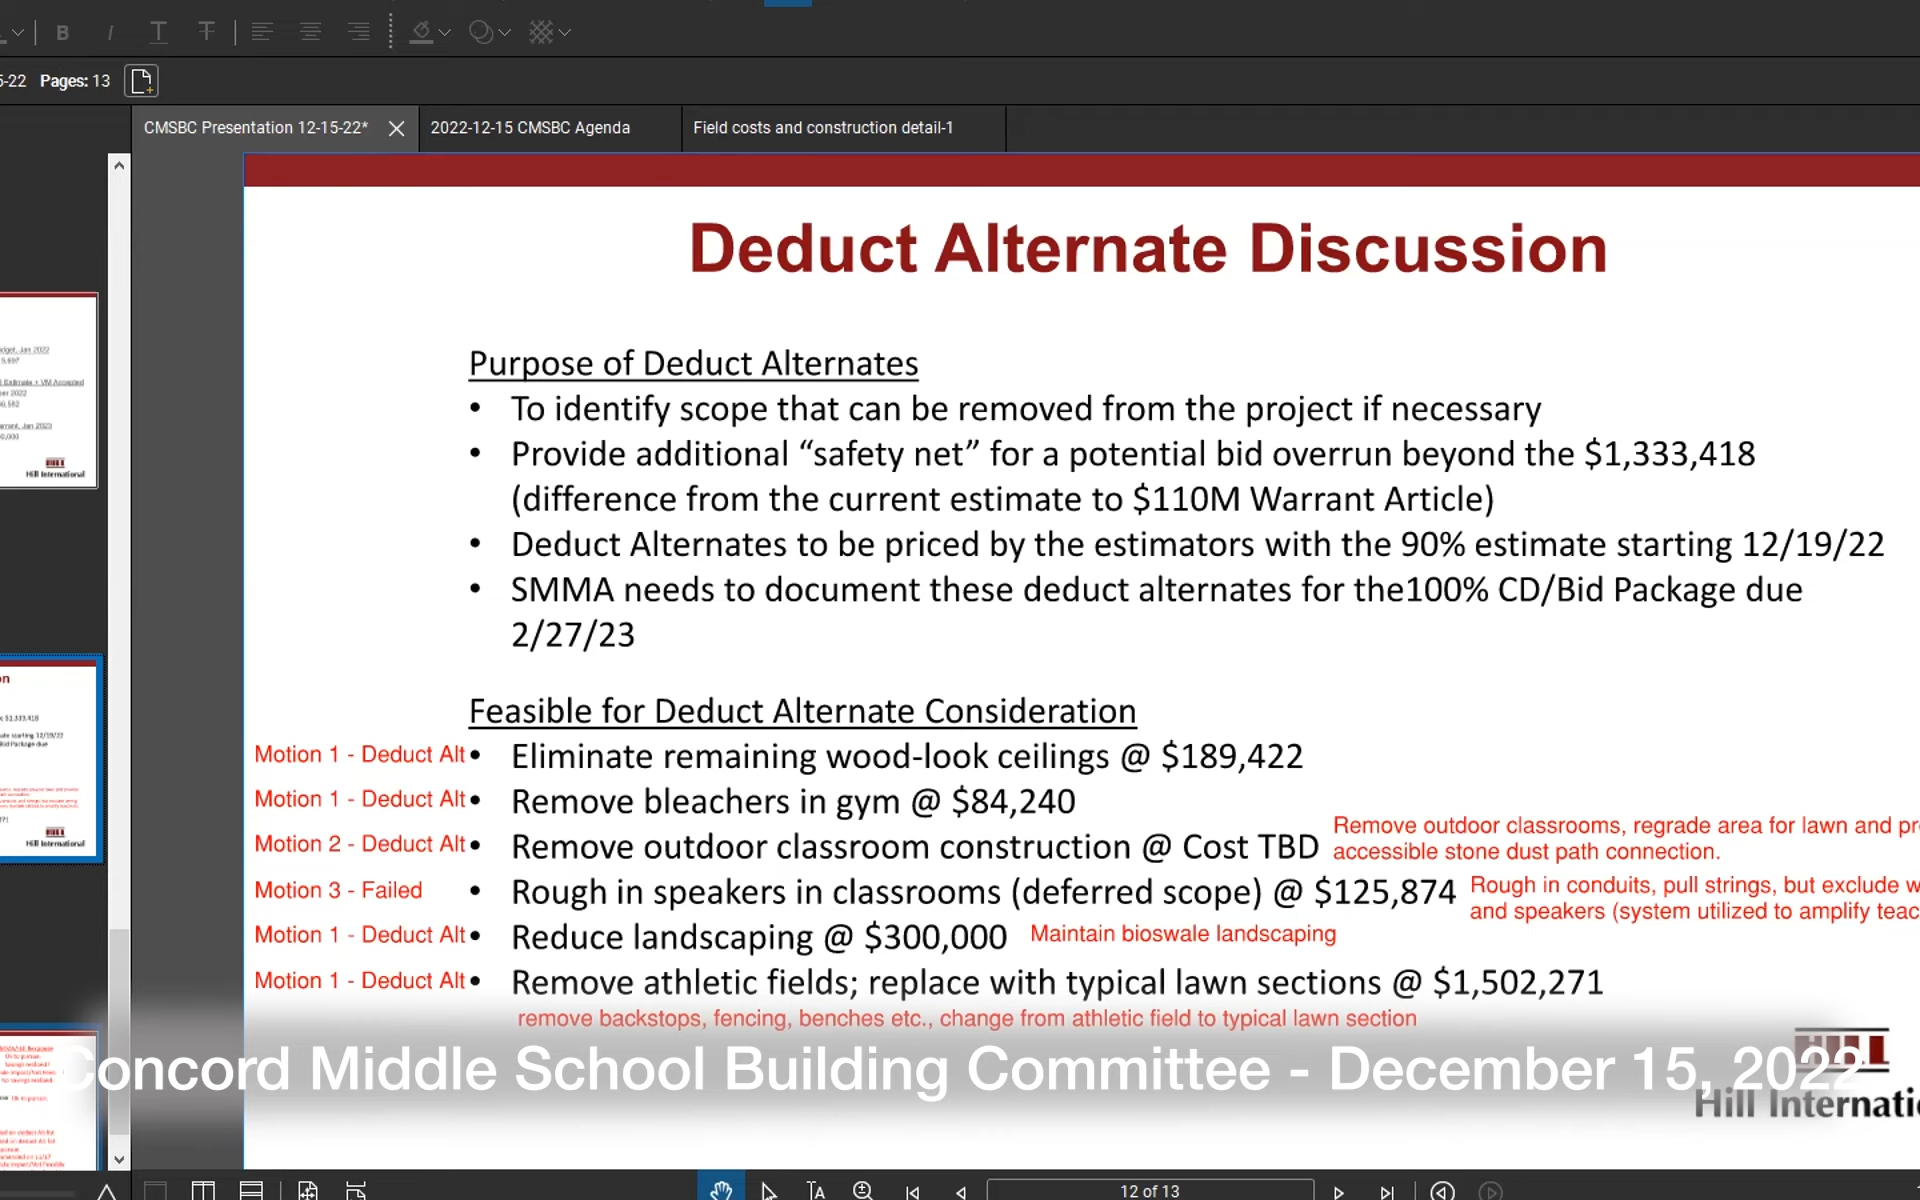 B I T T
5-22 Pages: 13
CMSBC Presentation 12-15-22* 2022-12-15 CMSBC Agenda Field costs and construction detail-1
Deduct Alternate Discussion
Purpose of Deduct Alternates
• To identify scope that can be removed from the project if necessary
• Provide additional “safety net” for a potential bid overrun beyond the $1,333,418
(difference from the current estimate to $110M Warrant Article)
• Deduct Alternates to be priced by the estimators with the 90% estimate starting 12/19/22
• SMMA needs to document these deduct alternates for the100% CD/Bid Package due
2/27/23
Feasible for Deduct Alternate Consideration
Motion 1 - Deduct Alt • Eliminate remaining wood-look ceilings @ $189,422
Motion 1 - Deduct Alt • Remove bleachers in gym @ $84,240
Motion 2 - Deduct Alt • Remove outdoor classroom construction @ Cost TBD
Remove outdoor classrooms, regrade area for lawn and pr
accessible stone dust path connection.
Motion 3 - Failed • Rough in speakers in classrooms (deferred scope) @ $125,874
Rough in conduits, pull strings, but exclude w
and speakers (system utilized to amplify teac
Motion 1 - Deduct Alt • Reduce landscaping @ $300,000 Maintain bioswale landscaping
Motion 1 - Deduct Alt • Remove athletic fields; replace with typical lawn sections @ $1,502,271
remove backstops, fencing, benches etc., change from athletic field to typical lawn section
Concord Middle School Building Committee - December 15, 2022
HILL
Hill Internatio
Hill International
Hill International
12 of 13